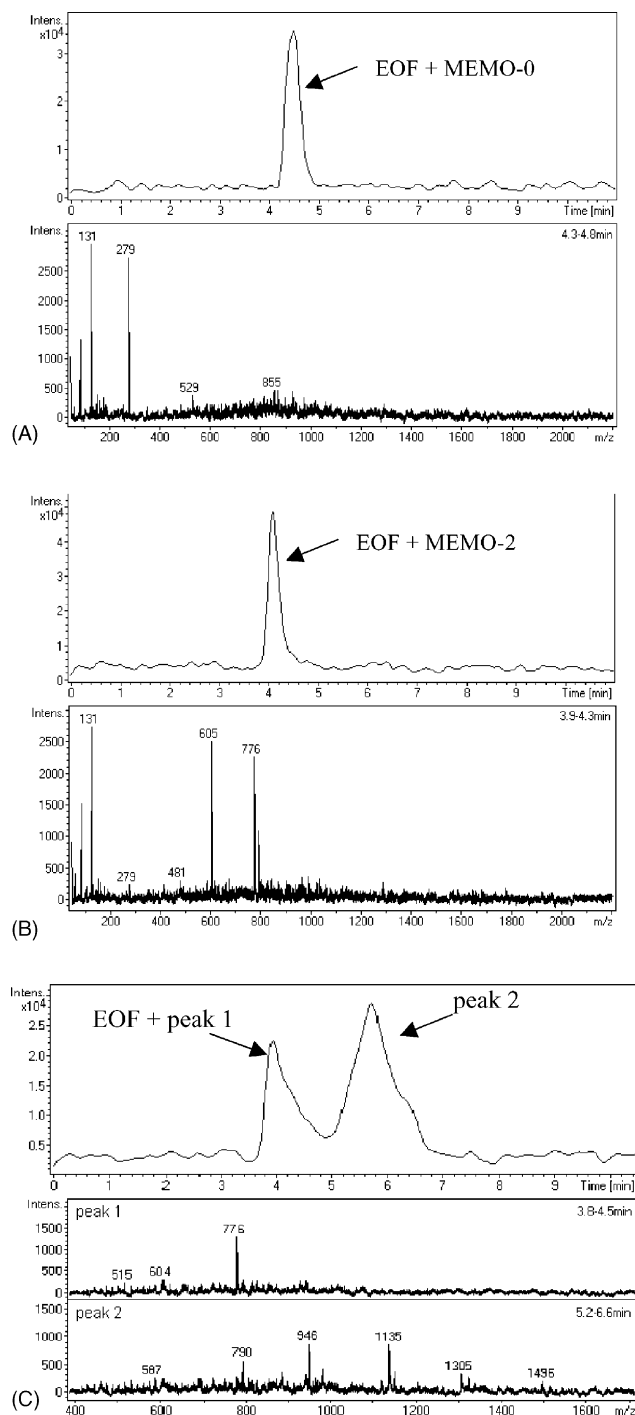 Intens.
x10⁴
3
2
1
0
EOF + MEMO-0
0 1 2 3 4 5 6 7 8 9 Time [min]
Intens.
4.3-4.8min
131
279
2500
2000
1500
1000
500
0
529
855
200 400 600 800 1000 1200 1400 1600 1800 2000 m/z
(A)
Intens.
x10⁴
4
3
2
1
0
EOF + MEMO-2
0 1 2 3 4 5 6 7 8 9 Time [min]
Intens.
3.9-4.3min
131
605
776
2500
2000
1500
1000
500
0
279
481
200 400 600 800 1000 1200 1400 1600 1800 2000 m/z
(B)
Intens.
x10⁴
2.5
2.0
1.5
1.0
0.5
EOF + peak 1
peak 2
0 1 2 3 4 5 6 7 8 9 Time [min]
Intens.
peak 1
3.8-4.5min
1500
1000
500
0
515
604
776
peak 2
5.2-6.6min
1500
1000
500
0
587
790
946
1135
1305
1496
400 600 800 1000 1200 1400 1600 m/z
(C)